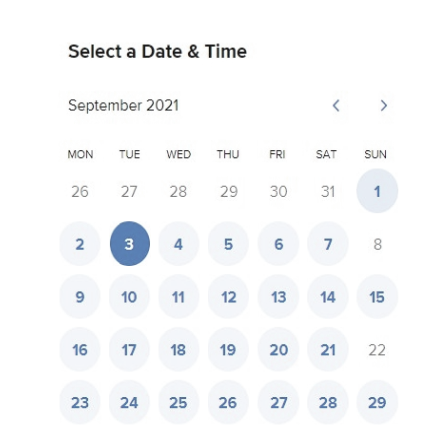 Select a Date & Time
September 2021
MON TUE WED THU FRI SAT SUN
26 27 28 29 30 31 1
2 3 4 5 6 7 8
9 10 11 12 13 14 15
16 17 18 19 20 21 22
23 24 25 26 27 28 29